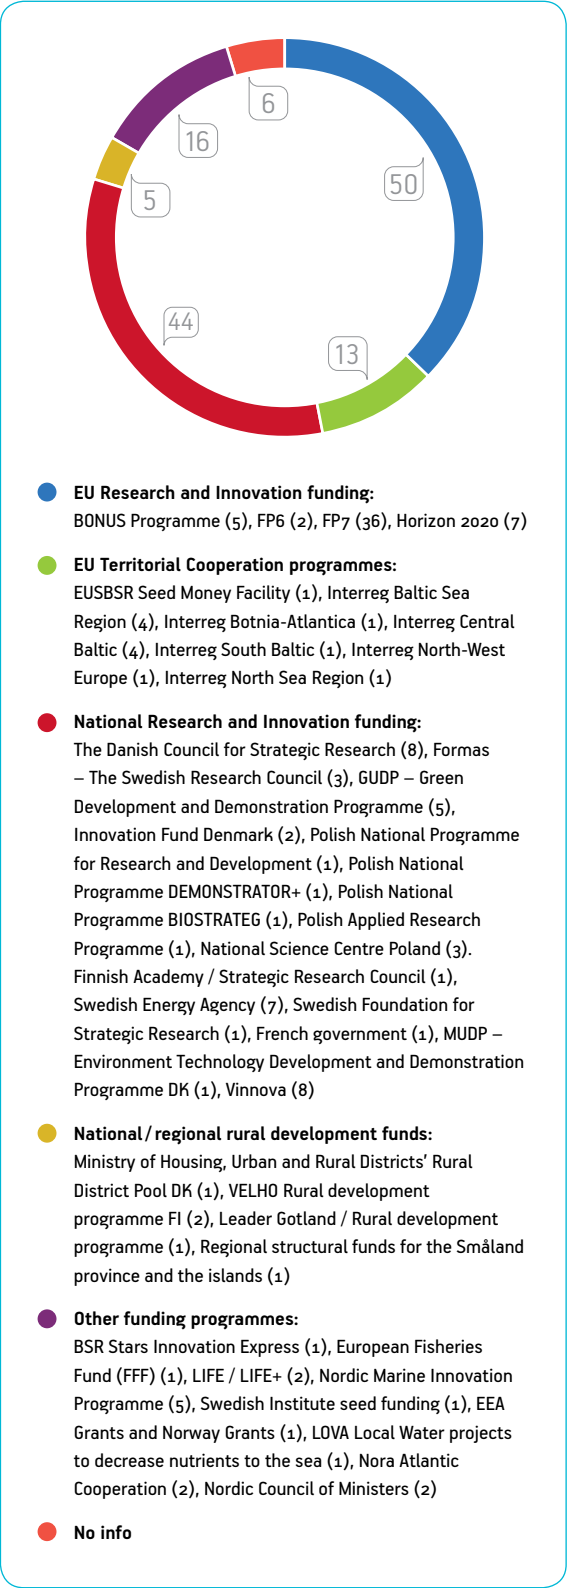 6
16
50
5
44
13
EU Research and Innovation funding:
BONUS Programme (5), FP6 (2), FP7 (36), Horizon 2020 (7)
EU Territorial Cooperation programmes:
EUSBSR Seed Money Facility (1), Interreg Baltic Sea
Region (4), Interreg Botnia-Atlantica (1), Interreg Central
Baltic (4), Interreg South Baltic (1), Interreg North-West
Europe (1), Interreg North Sea Region (1)
National Research and Innovation funding:
The Danish Council for Strategic Research (8), Formas
– The Swedish Research Council (3), GUDP – Green
Development and Demonstration Programme (5),
Innovation Fund Denmark (2), Polish National Programme
for Research and Development (1), Polish National
Programme DEMONSTRATOR+ (1), Polish National
Programme BIOSTRATEG (1), Polish Applied Research
Programme (1), National Science Centre Poland (3).
Finnish Academy / Strategic Research Council (1),
Swedish Energy Agency (7), Swedish Foundation for
Strategic Research (1), French government (1), MUDP –
Environment Technology Development and Demonstration
Programme DK (1), Vinnova (8)
National / regional rural development funds:
Ministry of Housing, Urban and Rural Districts’ Rural
District Pool DK (1), VELHO Rural development
programme FI (2), Leader Gotland / Rural development
programme (1), Regional structural funds for the Småland
province and the islands (1)
Other funding programmes:
BSR Stars Innovation Express (1), European Fisheries
Fund (FFF) (1), LIFE / LIFE+ (2), Nordic Marine Innovation
Programme (5), Swedish Institute seed funding (1), EEA
Grants and Norway Grants (1), LOVA Local Water projects
to decrease nutrients to the sea (1), Nora Atlantic
Cooperation (2), Nordic Council of Ministers (2)
No info